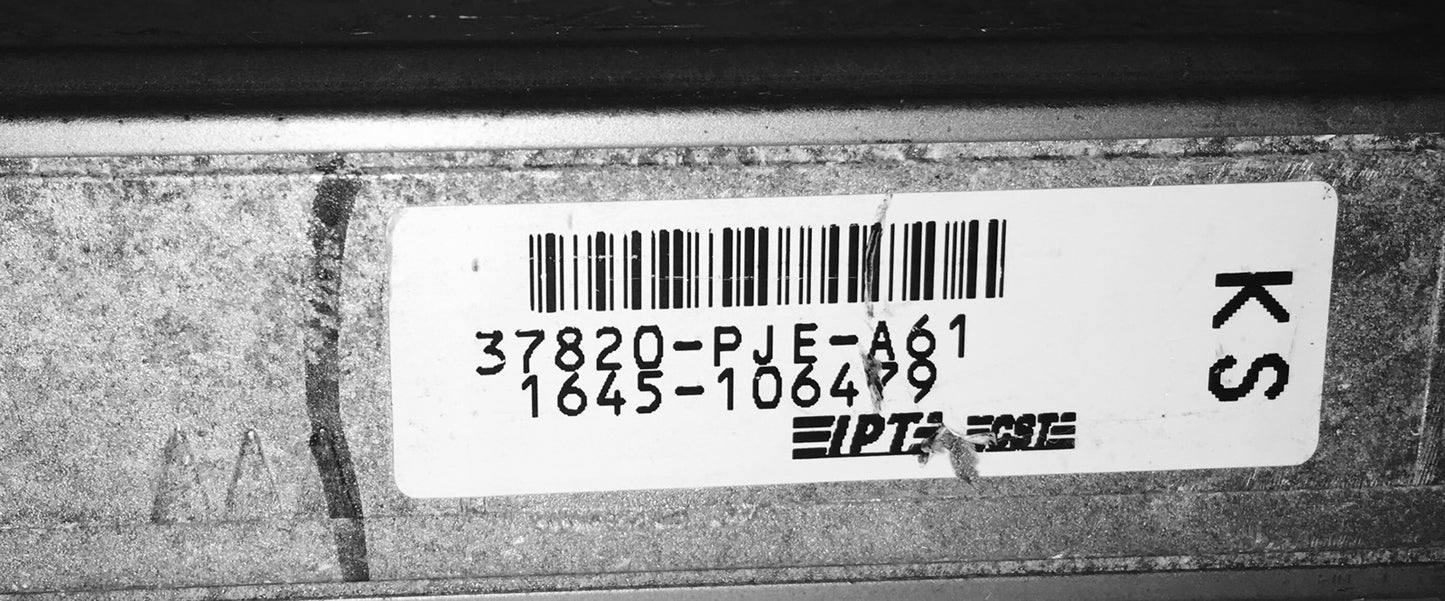 37820-PJE-A61
1645-106479
IPT CST
KS